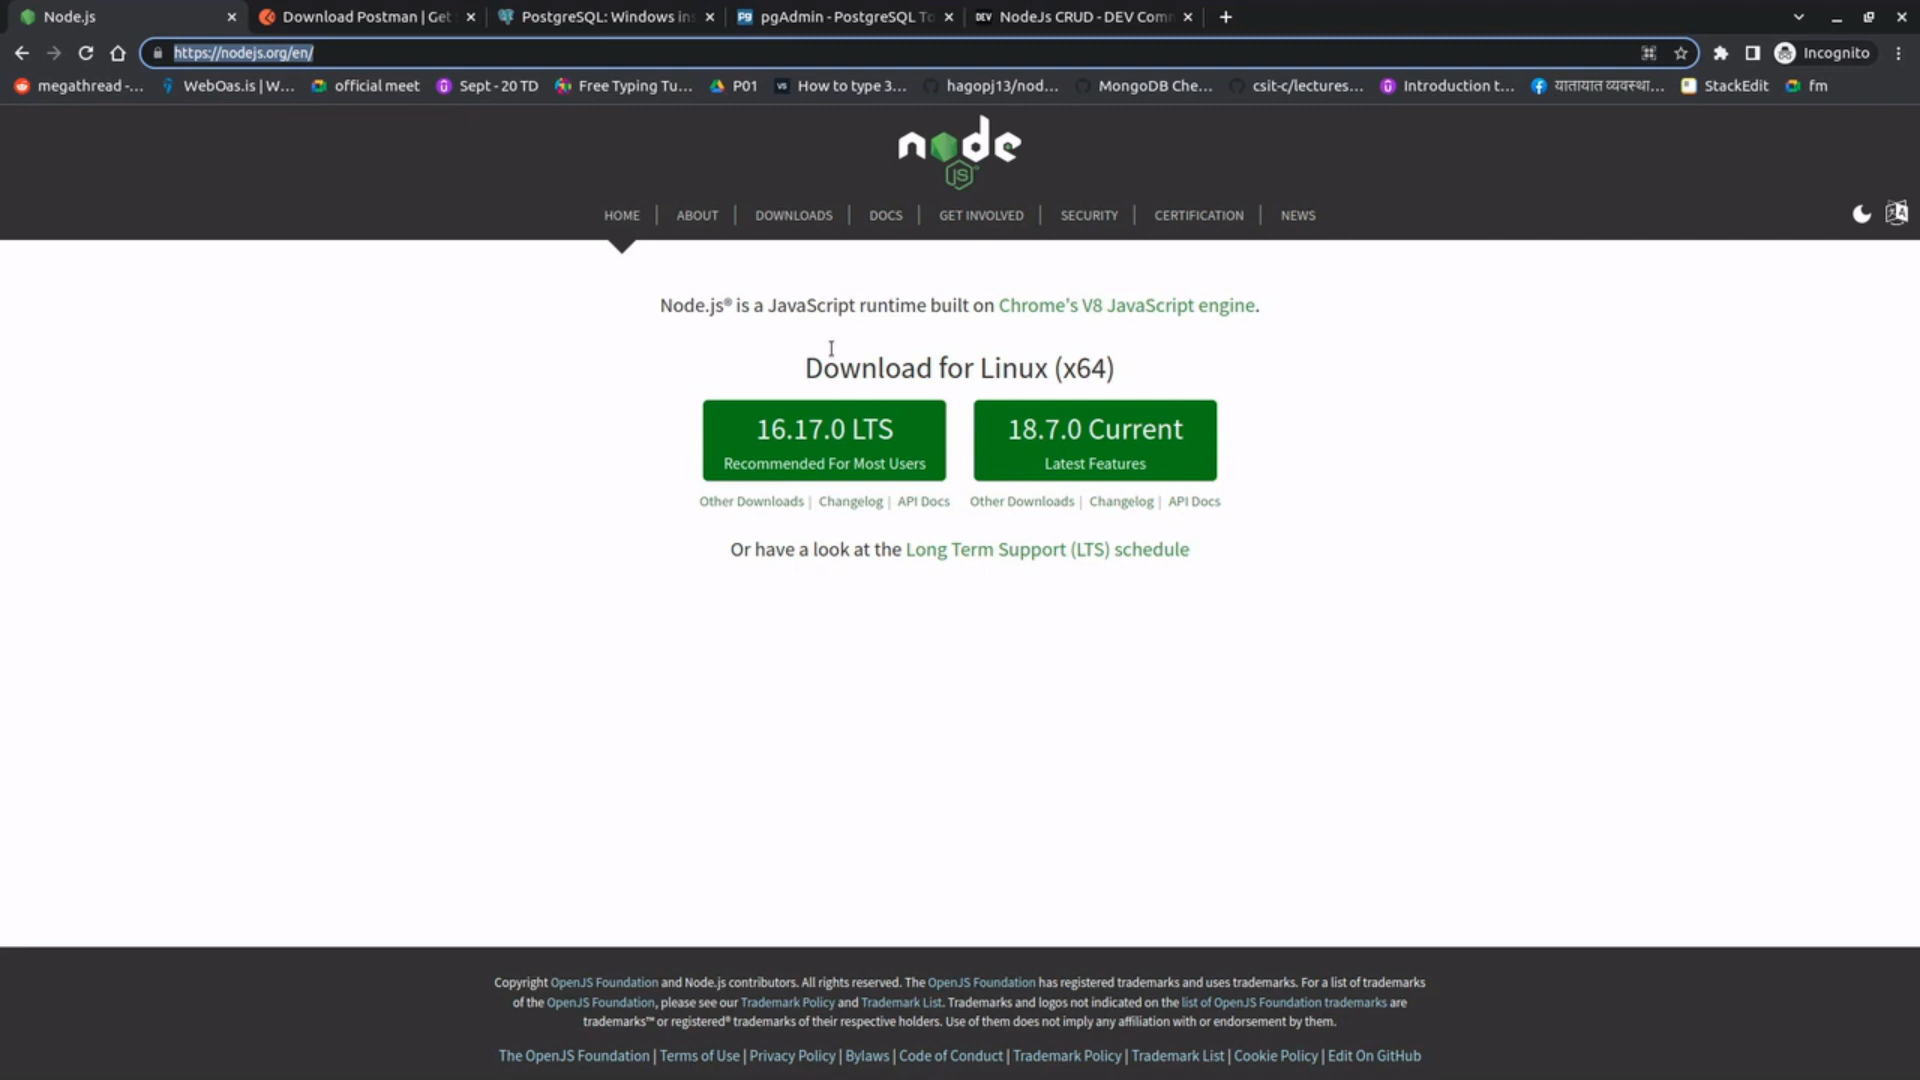 Node.js
Download Postman | Get
PostgreSQL: Windows in
pgAdmin - PostgreSQL To
NodeJs CRUD - DEV Com
https://nodejs.org/en/
Incognito
megathread -...
WebOas.is | W...
official meet
Sept - 20 TD
Free Typing Tu...
P01
How to type 3...
hagopj13/nod...
MongoDB Che...
csit-c/lectures...
Introduction t...
यातायात व्यवस्था...
StackEdit
fm
node
JS
HOME | ABOUT | DOWNLOADS | DOCS | GET INVOLVED | SECURITY | CERTIFICATION | NEWS
Node.js® is a JavaScript runtime built on Chrome's V8 JavaScript engine.
Download for Linux (x64)
16.17.0 LTS
Recommended For Most Users
18.7.0 Current
Latest Features
Other Downloads | Changelog | API Docs
Other Downloads | Changelog | API Docs
Or have a look at the Long Term Support (LTS) schedule
Copyright OpenJS Foundation and Node.js contributors. All rights reserved. The OpenJS Foundation has registered trademarks and uses trademarks. For a list of trademarks
of the OpenJS Foundation, please see our Trademark Policy and Trademark List. Trademarks and logos not indicated on the list of OpenJS Foundation trademarks are
trademarks™ or registered® trademarks of their respective holders. Use of them does not imply any affiliation with or endorsement by them.
The OpenJS Foundation | Terms of Use | Privacy Policy | Bylaws | Code of Conduct | Trademark Policy | Trademark List | Cookie Policy | Edit On GitHub